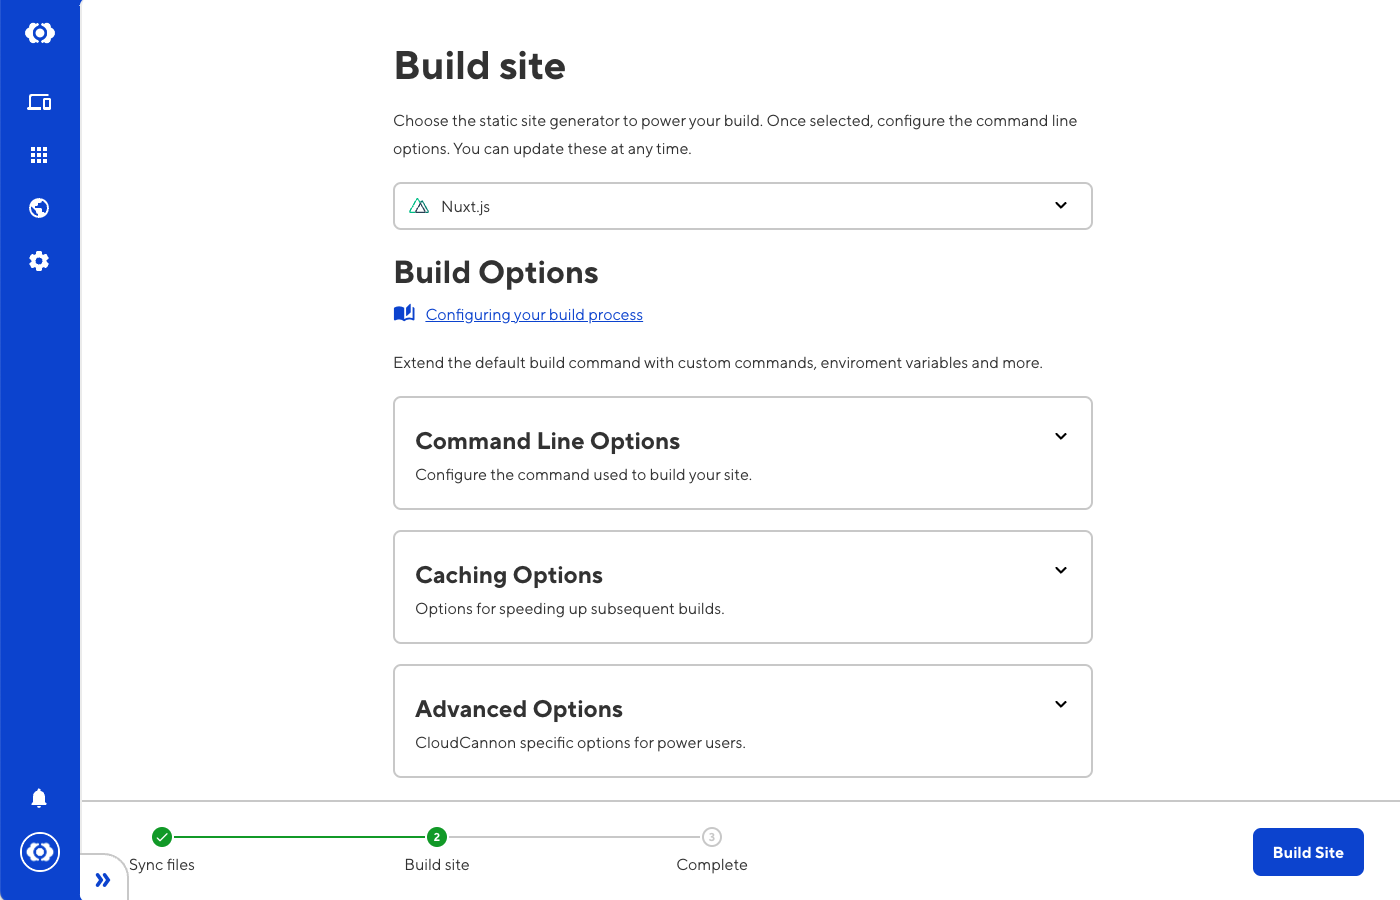 Build site
Choose the static site generator to power your build. Once selected, configure the command line
options. You can update these at any time.
Nuxt.js
Build Options
Configuring your build process
Extend the default build command with custom commands, enviroment variables and more.
Command Line Options
Configure the command used to build your site.
Caching Options
Options for speeding up subsequent builds.
Advanced Options
CloudCannon specific options for power users.
2
3
Sync files
Build site
Complete
Build Site